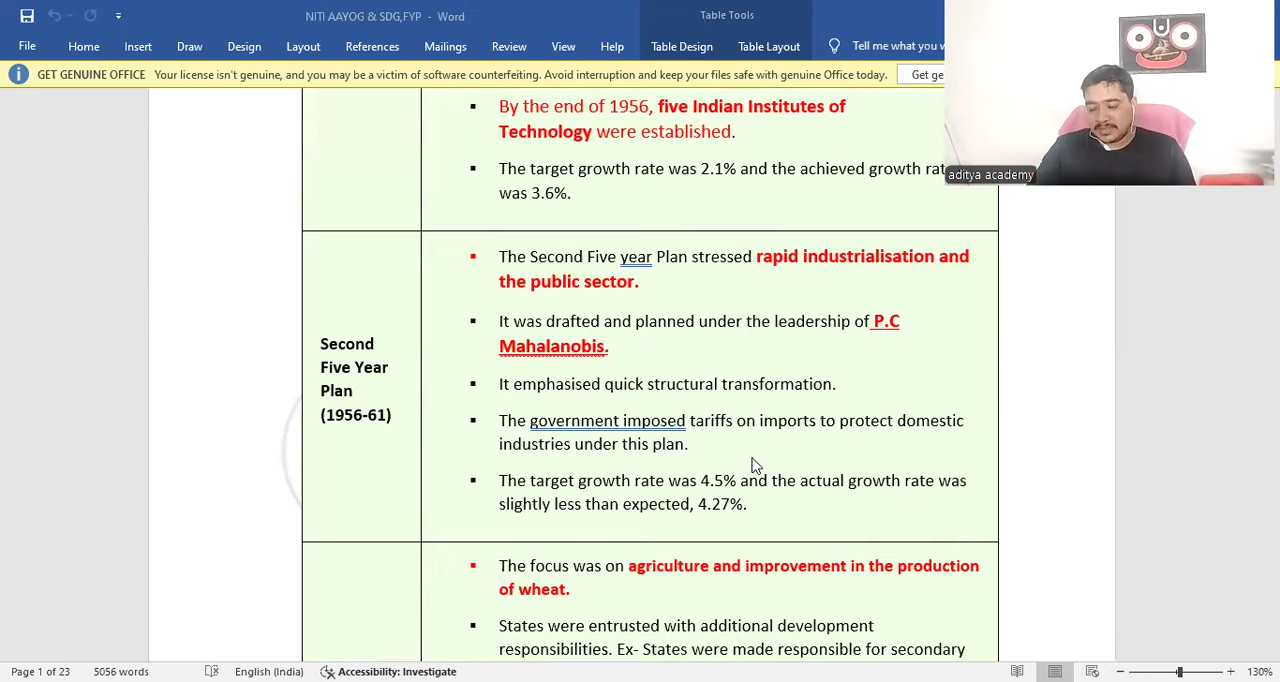 NITI AAYOG & SDG,FYP - Word
Table Tools
File Home Insert Draw Design Layout References Mailings Review View Help Table Design Table Layout Tell me what you w
GET GENUINE OFFICE Your license isn't genuine, and you may be a victim of software counterfeiting. Avoid interruption and keep your files safe with genuine Office today. Get ge
aditya academy
▪ By the end of 1956, five Indian Institutes of
Technology were established.
▪ The target growth rate was 2.1% and the achieved growth rat
was 3.6%.
Second
Five Year
Plan
(1956-61)
▪ The Second Five year Plan stressed rapid industrialisation and
the public sector.
▪ It was drafted and planned under the leadership of P.C
Mahalanobis.
▪ It emphasised quick structural transformation.
▪ The government imposed tariffs on imports to protect domestic
industries under this plan.
▪ The target growth rate was 4.5% and the actual growth rate was
slightly less than expected, 4.27%.
▪ The focus was on agriculture and improvement in the production
of wheat.
▪ States were entrusted with additional development
responsibilities. Ex- States were made responsible for secondary
Page 1 of 23 5056 words English (India) Accessibility: Investigate 130%